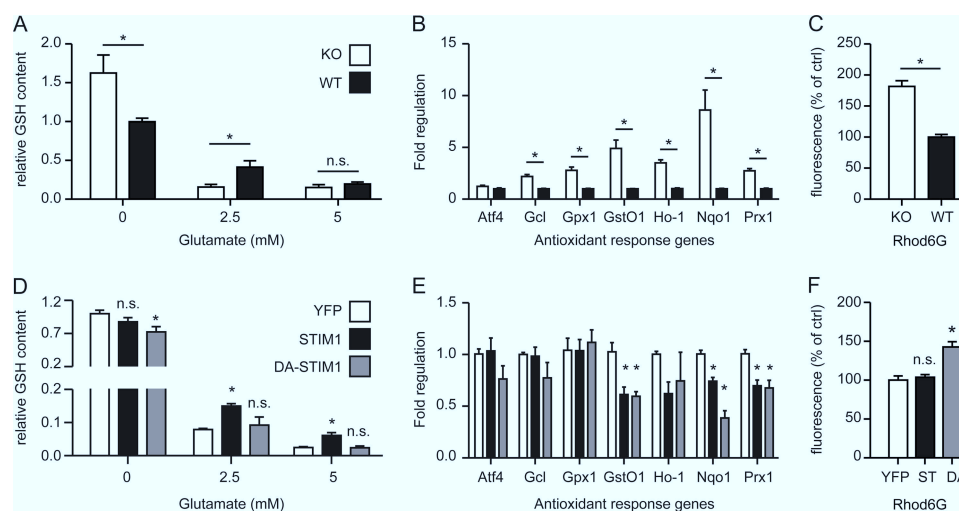 A
relative GSH content
2.0
1.5
1.0
0.5
0.0
*
*
n.s.
KO
WT
0 2.5 5
Glutamate (mM)
B
Fold regulation
15
10
5
0
* * * * * *
Atf4 Gcl Gpx1 GstO1 Ho-1 Nqo1 Prx1
Antioxidant response genes
C
fluorescence (% of ctrl)
250
200
150
100
50
0
*
KO WT
Rhod6G
D
relative GSH content
1.2
1.0
0.7
0.2
0.2
0.1
0.0
n.s. *
* n.s.
* n.s.
YFP
STIM1
DA-STIM1
0 2.5 5
Glutamate (mM)
E
Fold regulation
1.5
1.0
0.5
0.0
* * * * * *
Atf4 Gcl Gpx1 GstO1 Ho-1 Nqo1 Prx1
Antioxidant response genes
F
fluorescence (% of ctrl)
200
150
100
50
0
n.s. *
YFP ST DA
Rhod6G